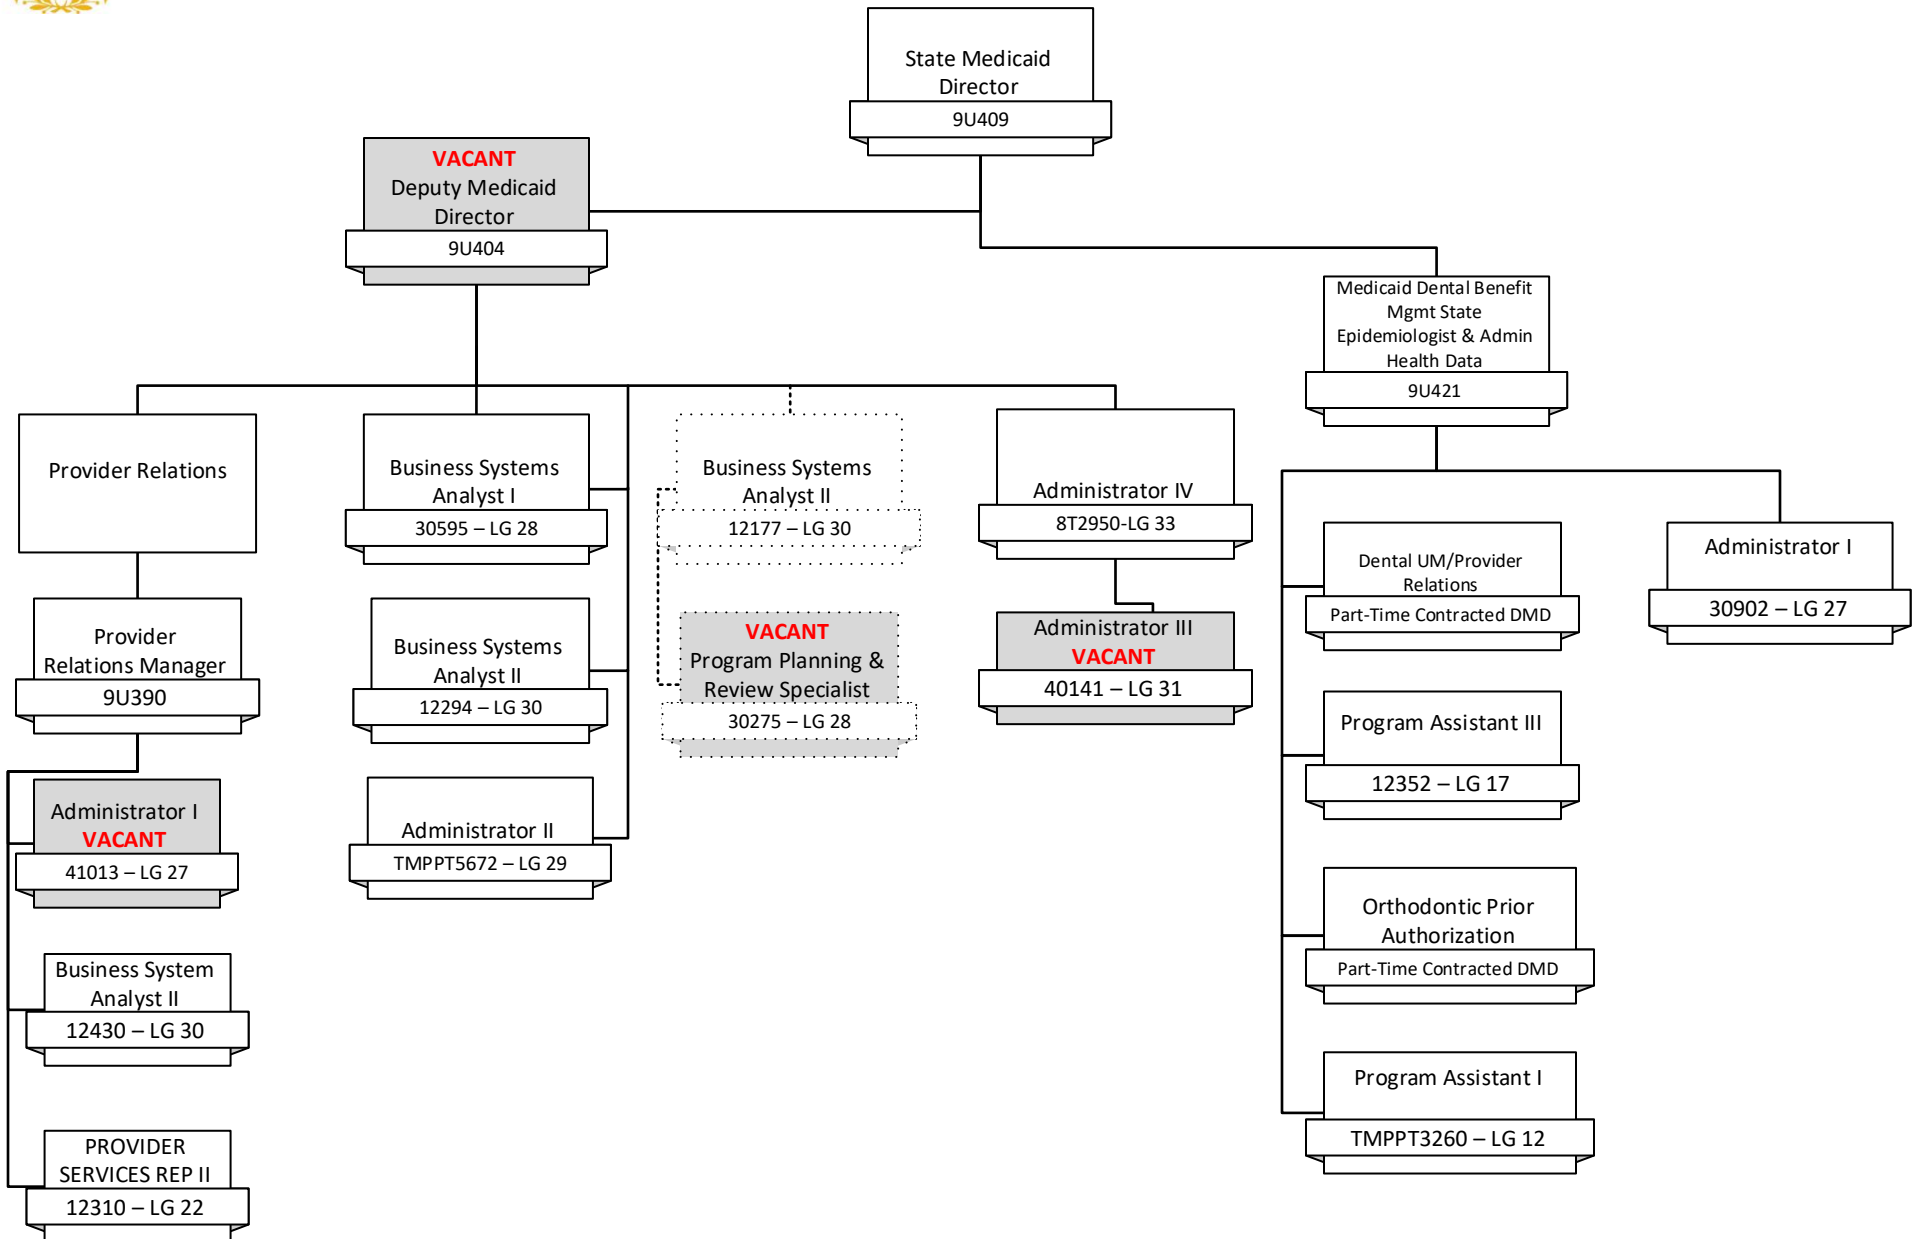 State Medicaid
Director
9U409
VACANT
Deputy Medicaid
Director
9U404
Medicaid Dental Benefit
Mgmt State
Epidemiologist & Admin
Health Data
9U421
Provider Relations
Provider
Relations Manager
9U390
Administrator I
VACANT
41013 – LG 27
Business System
Analyst II
12430 – LG 30
PROVIDER
SERVICES REP II
12310 – LG 22
Business Systems
Analyst I
30595 – LG 28
Business Systems
Analyst II
12294 – LG 30
Administrator II
TMPPT5672 – LG 29
Business Systems
Analyst II
12177 – LG 30
VACANT
Program Planning &
Review Specialist
30275 – LG 28
Administrator IV
8T2950-LG 33
Administrator III
VACANT
40141 – LG 31
Dental UM/Provider
Relations
Part-Time Contracted DMD
Program Assistant III
12352 – LG 17
Orthodontic Prior
Authorization
Part-Time Contracted DMD
Program Assistant I
TMPPT3260 – LG 12
Administrator I
30902 – LG 27